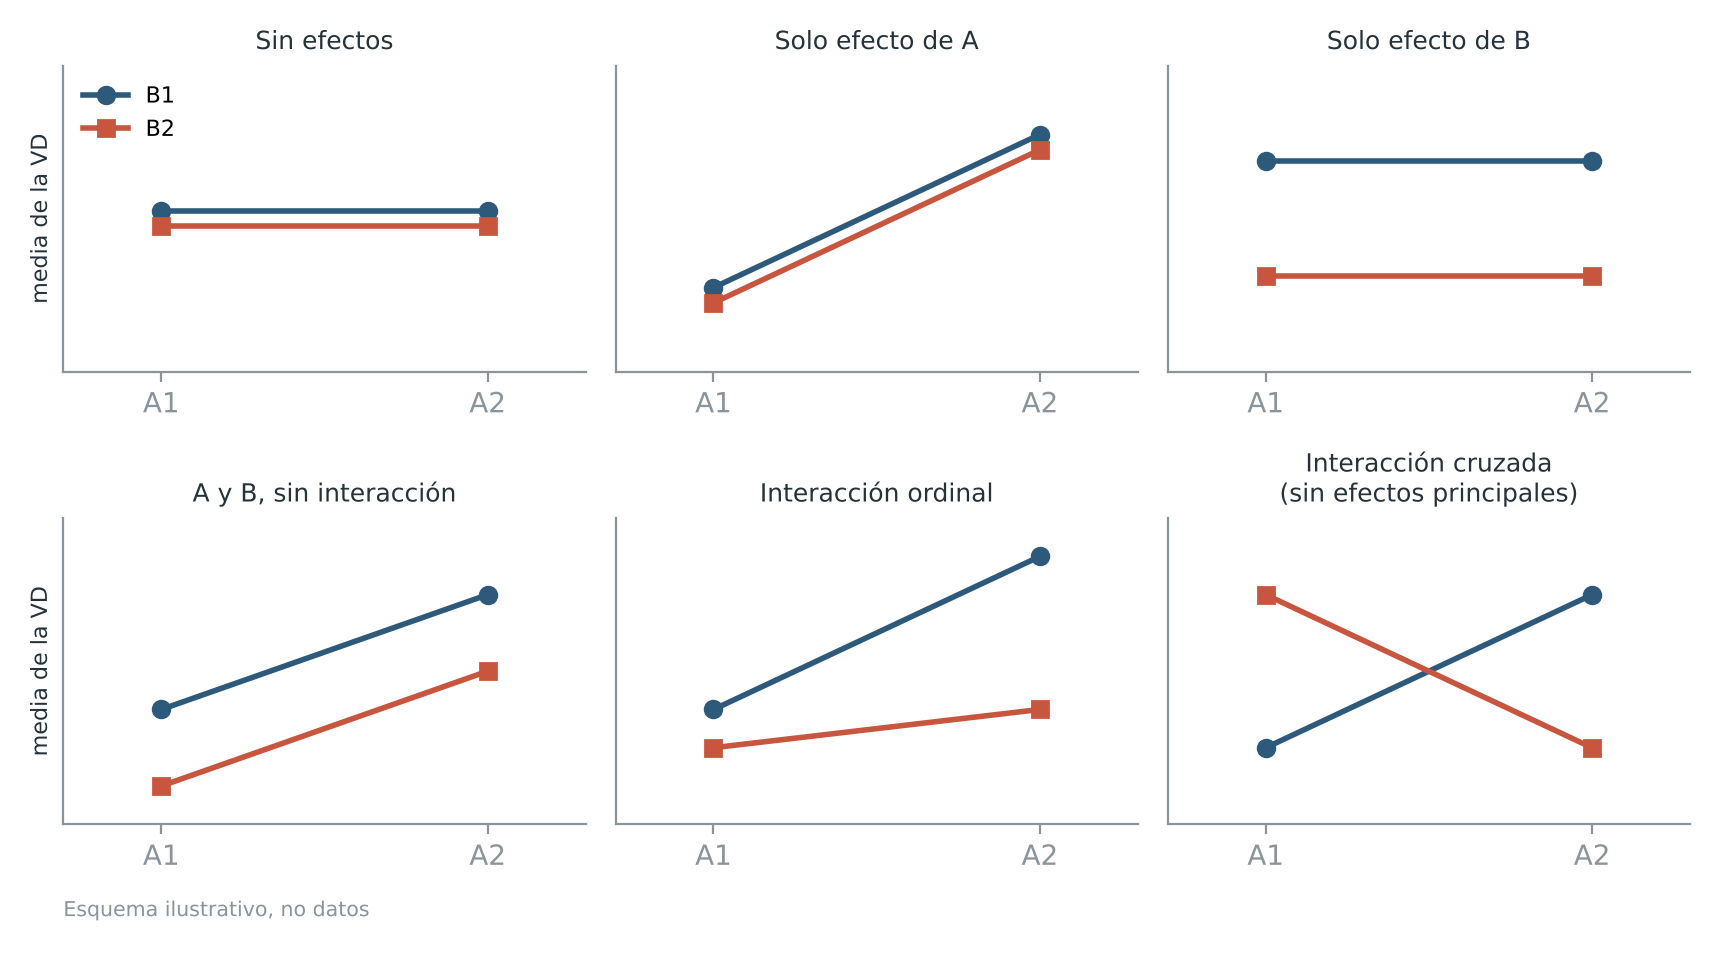 Sin efectos
Solo efecto de A
Solo efecto de B
B1
B2
media de la VD
A1
A2
A1
A2
A1
A2
A y B, sin interacción
Interacción ordinal
Interacción cruzada
(sin efectos principales)
media de la VD
A1
A2
A1
A2
A1
A2
Esquema ilustrativo, no datos